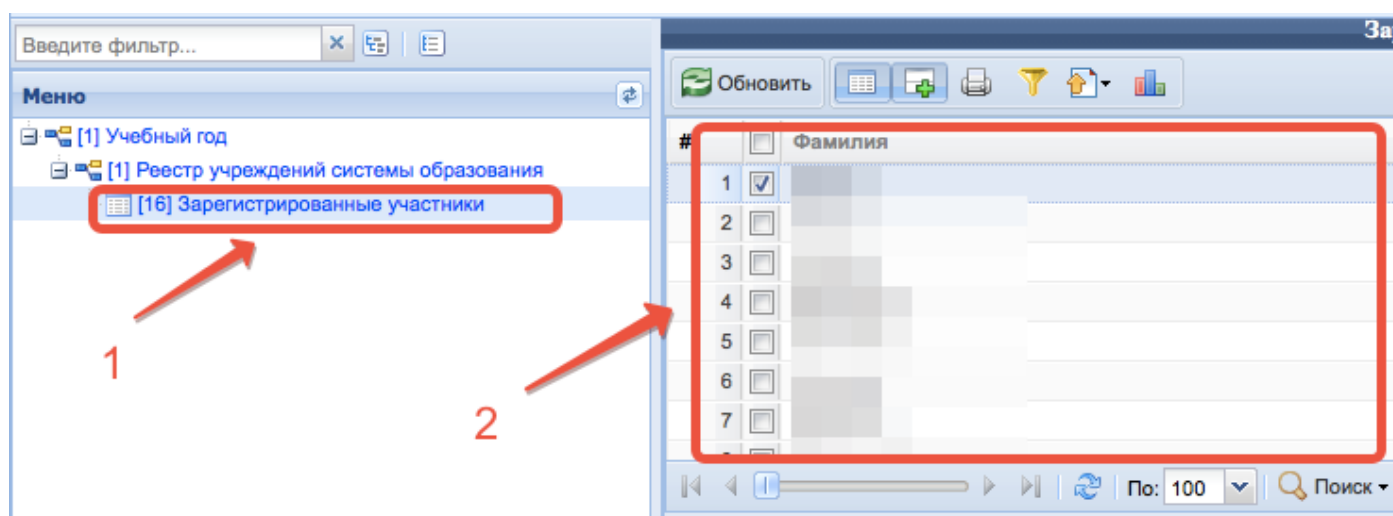 Введите фильтр...
Меню
[1] Учебный год
[1] Реестр учреждений системы образования
[16] Зарегистрированные участники
1
2
Обновить
# Фамилия
1
2
3
4
5
6
7
По: 100 Поиск